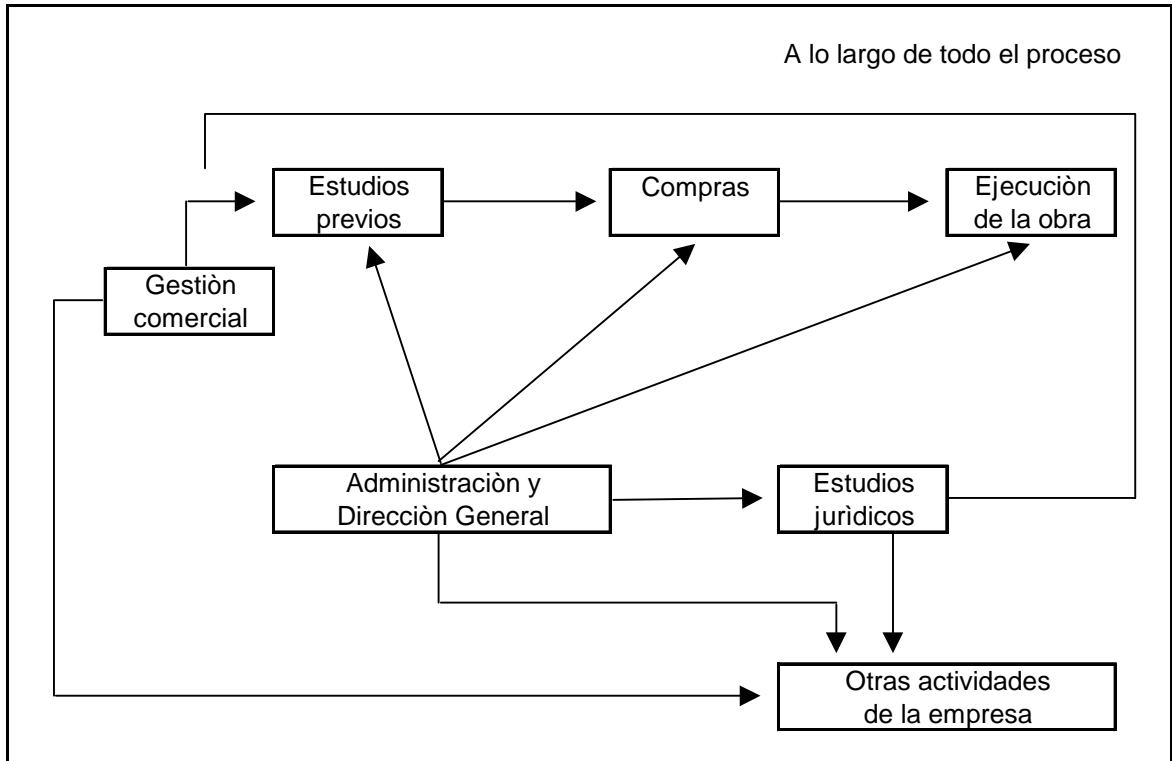 A lo largo de todo el proceso
Estudios
previos
Compras
Ejecuciòn
de la obra
Gestiòn
comercial
Administraciòn y
Direcciòn General
Estudios
jurìdicos
Otras actividades
de la empresa